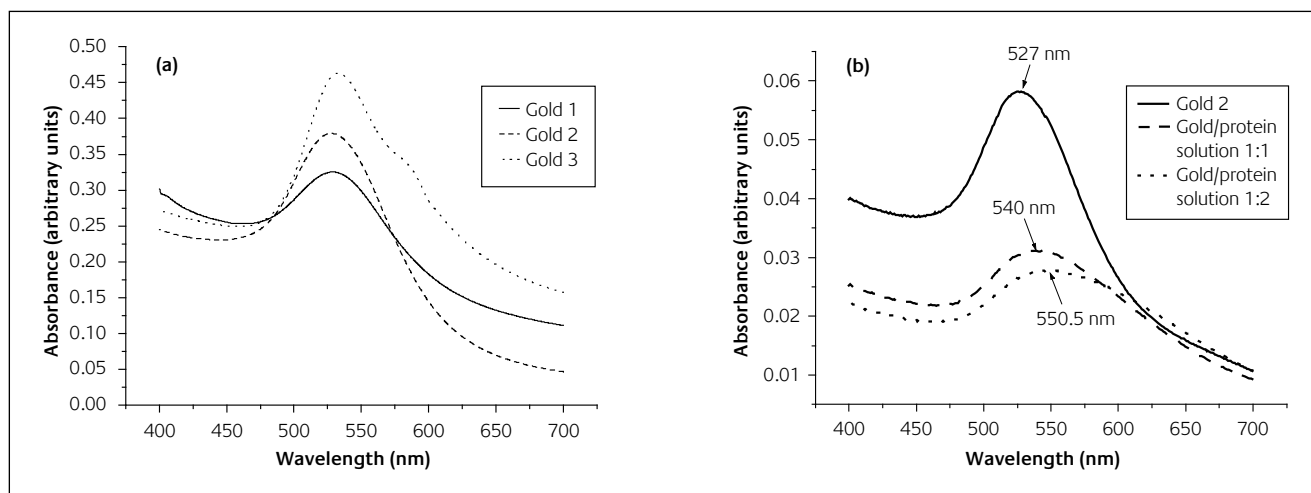 (a)
Absorbance (arbitrary units)
0.50
0.45
0.40
0.35
0.30
0.25
0.20
0.15
0.10
0.05
0.00
Gold 1
Gold 2
Gold 3
400 450 500 550 600 650 700
Wavelength (nm)
(b)
Absorbance (arbitrary units)
0.06
0.05
0.04
0.03
0.02
0.01
527 nm
540 nm
550.5 nm
Gold 2
Gold/protein
solution 1:1
Gold/protein
solution 1:2
400 450 500 550 600 650 700
Wavelength (nm)